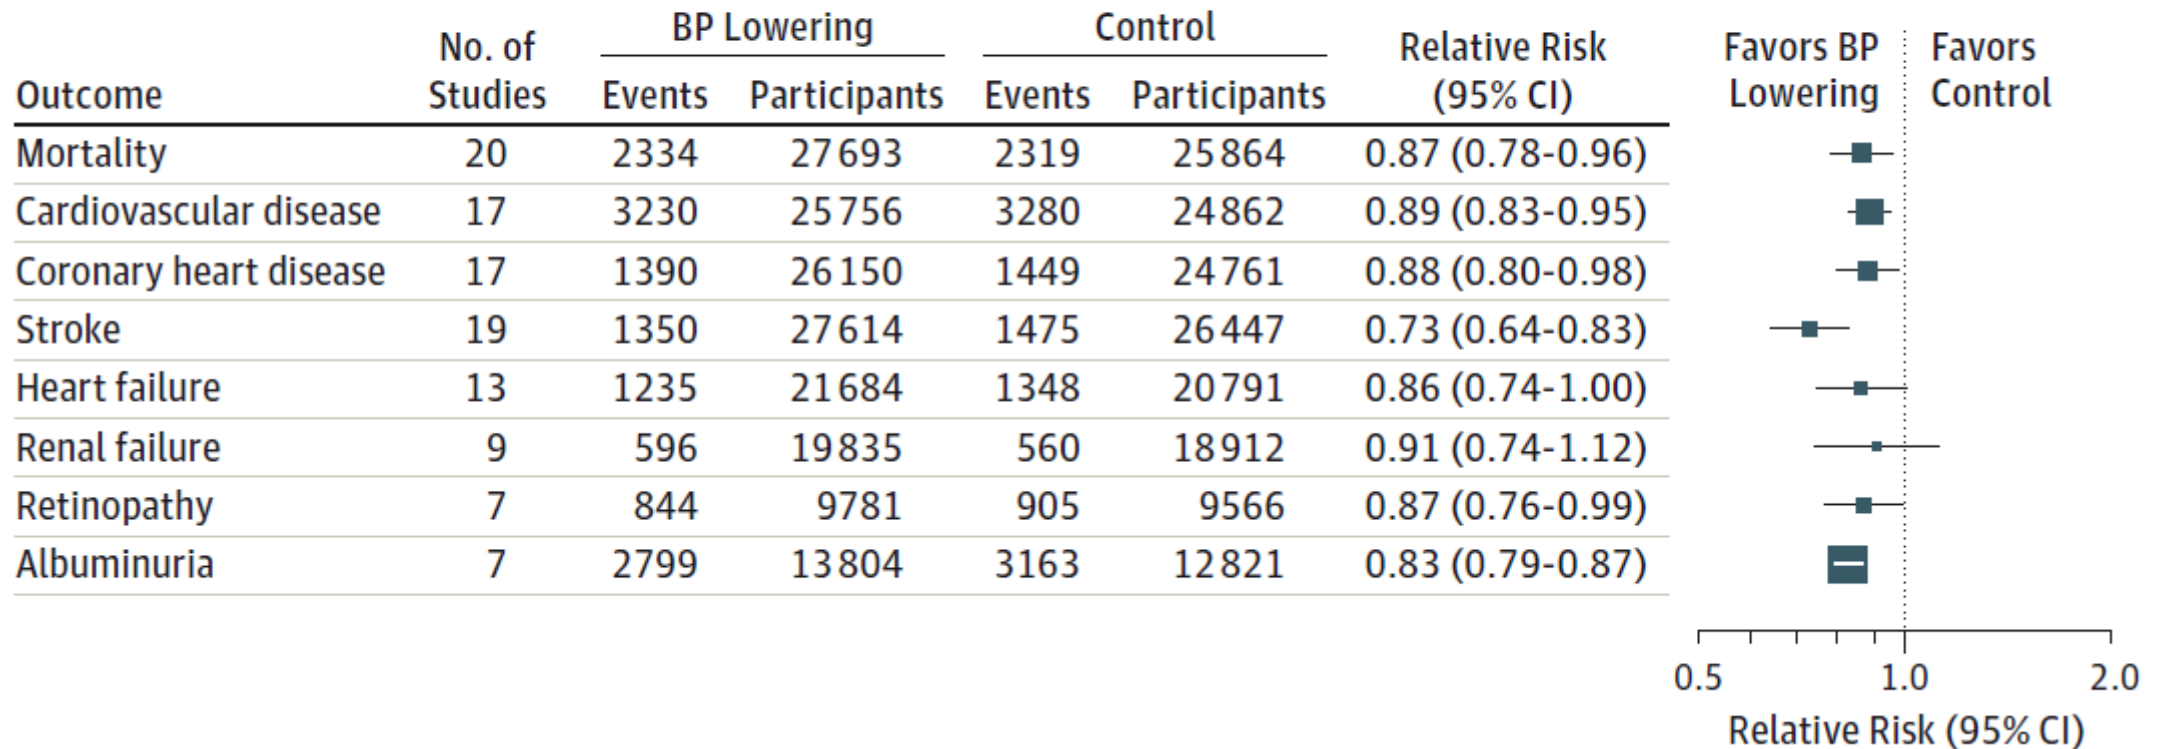 BP Lowering Control
No. of Relative Risk Favors BP Favors
Outcome Studies Events Participants Events Participants (95% CI) Lowering Control
Mortality 20 2334 27693 2319 25864 0.87 (0.78-0.96)
Cardiovascular disease 17 3230 25756 3280 24862 0.89 (0.83-0.95)
Coronary heart disease 17 1390 26150 1449 24761 0.88 (0.80-0.98)
Stroke 19 1350 27614 1475 26447 0.73 (0.64-0.83)
Heart failure 13 1235 21684 1348 20791 0.86 (0.74-1.00)
Renal failure 9 596 19835 560 18912 0.91 (0.74-1.12)
Retinopathy 7 844 9781 905 9566 0.87 (0.76-0.99)
Albuminuria 7 2799 13804 3163 12821 0.83 (0.79-0.87)
0.5 1.0 2.0
Relative Risk (95% CI)